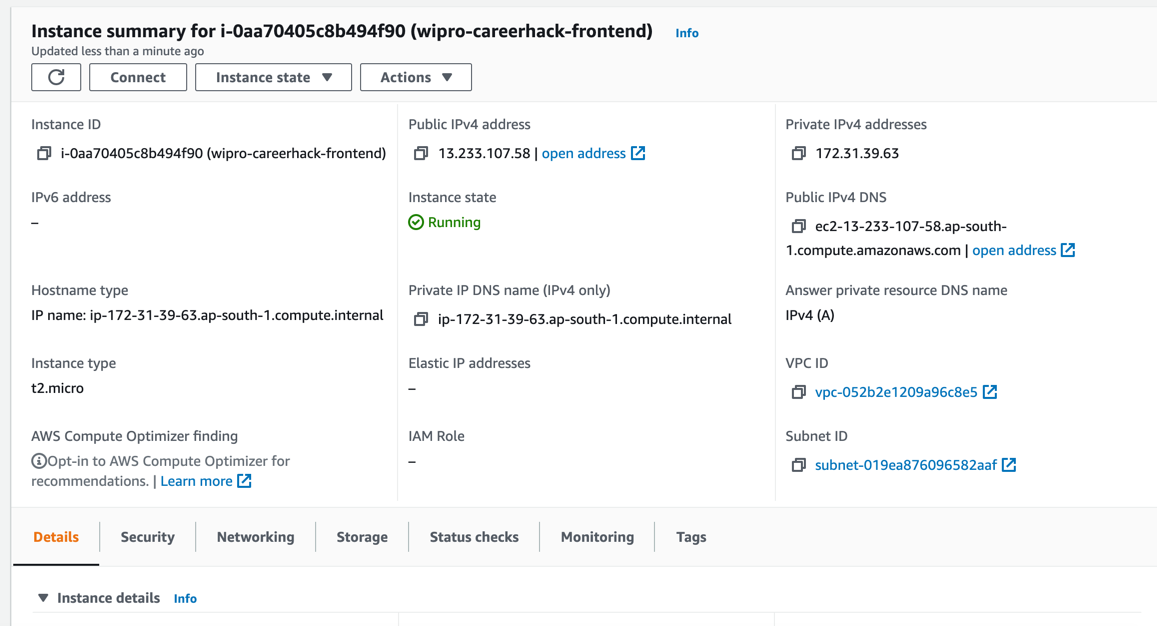 Instance summary for i-0aa70405c8b494f90 (wipro-careerhack-frontend) Info
Updated less than a minute ago
Connect Instance state Actions
Instance ID
i-0aa70405c8b494f90 (wipro-careerhack-frontend)
Public IPv4 address
13.233.107.58 | open address
Private IPv4 addresses
172.31.39.63
IPv6 address
–
Instance state
Running
Public IPv4 DNS
ec2-13-233-107-58.ap-south-
1.compute.amazonaws.com | open address
Hostname type
IP name: ip-172-31-39-63.ap-south-1.compute.internal
Private IP DNS name (IPv4 only)
ip-172-31-39-63.ap-south-1.compute.internal
Answer private resource DNS name
IPv4 (A)
Instance type
t2.micro
Elastic IP addresses
–
VPC ID
vpc-052b2e1209a96c8e5
AWS Compute Optimizer finding
Opt-in to AWS Compute Optimizer for
recommendations. | Learn more
IAM Role
–
Subnet ID
subnet-019ea876096582aaf
Details Security Networking Storage Status checks Monitoring Tags
Instance details Info